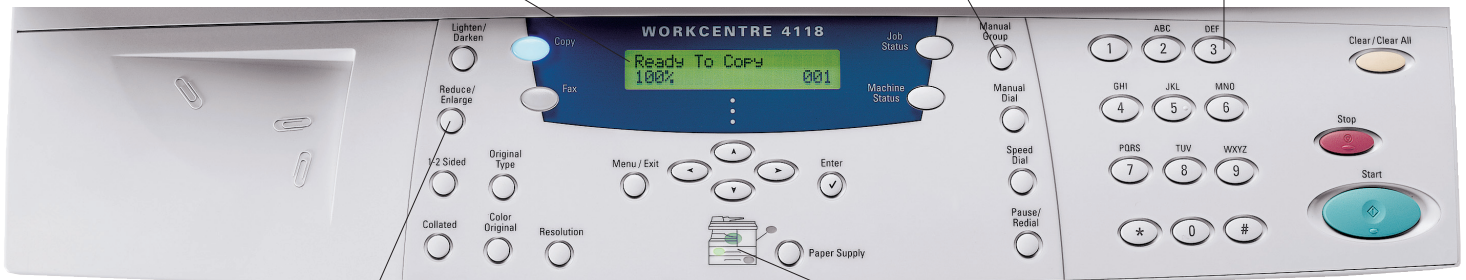 Lighten/
Darken
Reduce/
Enlarge
1-2 Sided
Original
Type
Collated
Color
Original
Resolution
Copy
Fax
WORKCENTRE 4118
Ready To Copy
100% 001
Job
Status
Machine
Status
Menu / Exit
Enter
Paper Supply
Manual
Group
Manual
Dial
Speed
Dial
Pause/
Redial
ABC DEF
1 2 3
GHI JKL MNO
4 5 6
PQRS TUV WXYZ
7 8 9
* 0 #
Clear / Clear All
Stop
Start